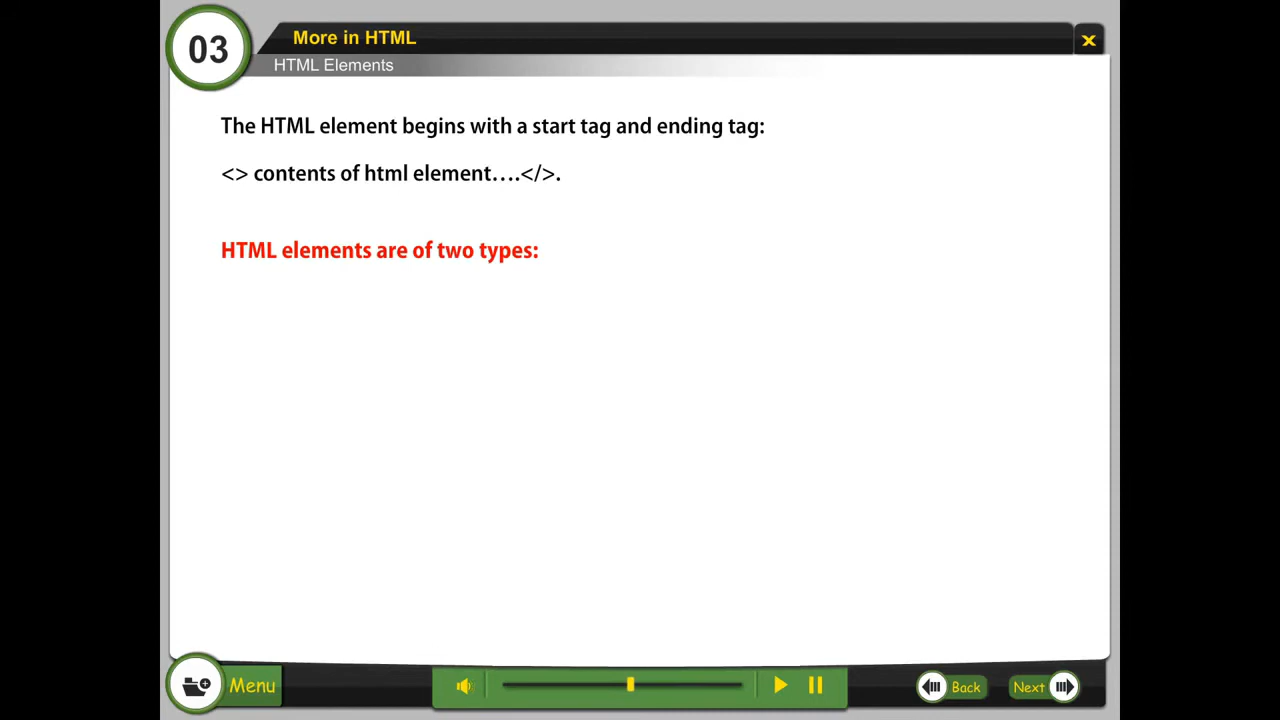 03
More in HTML
X
HTML Elements
The HTML element begins with a start tag and ending tag:
<> contents of html element….</>.
HTML elements are of two types:
Menu
Back
Next